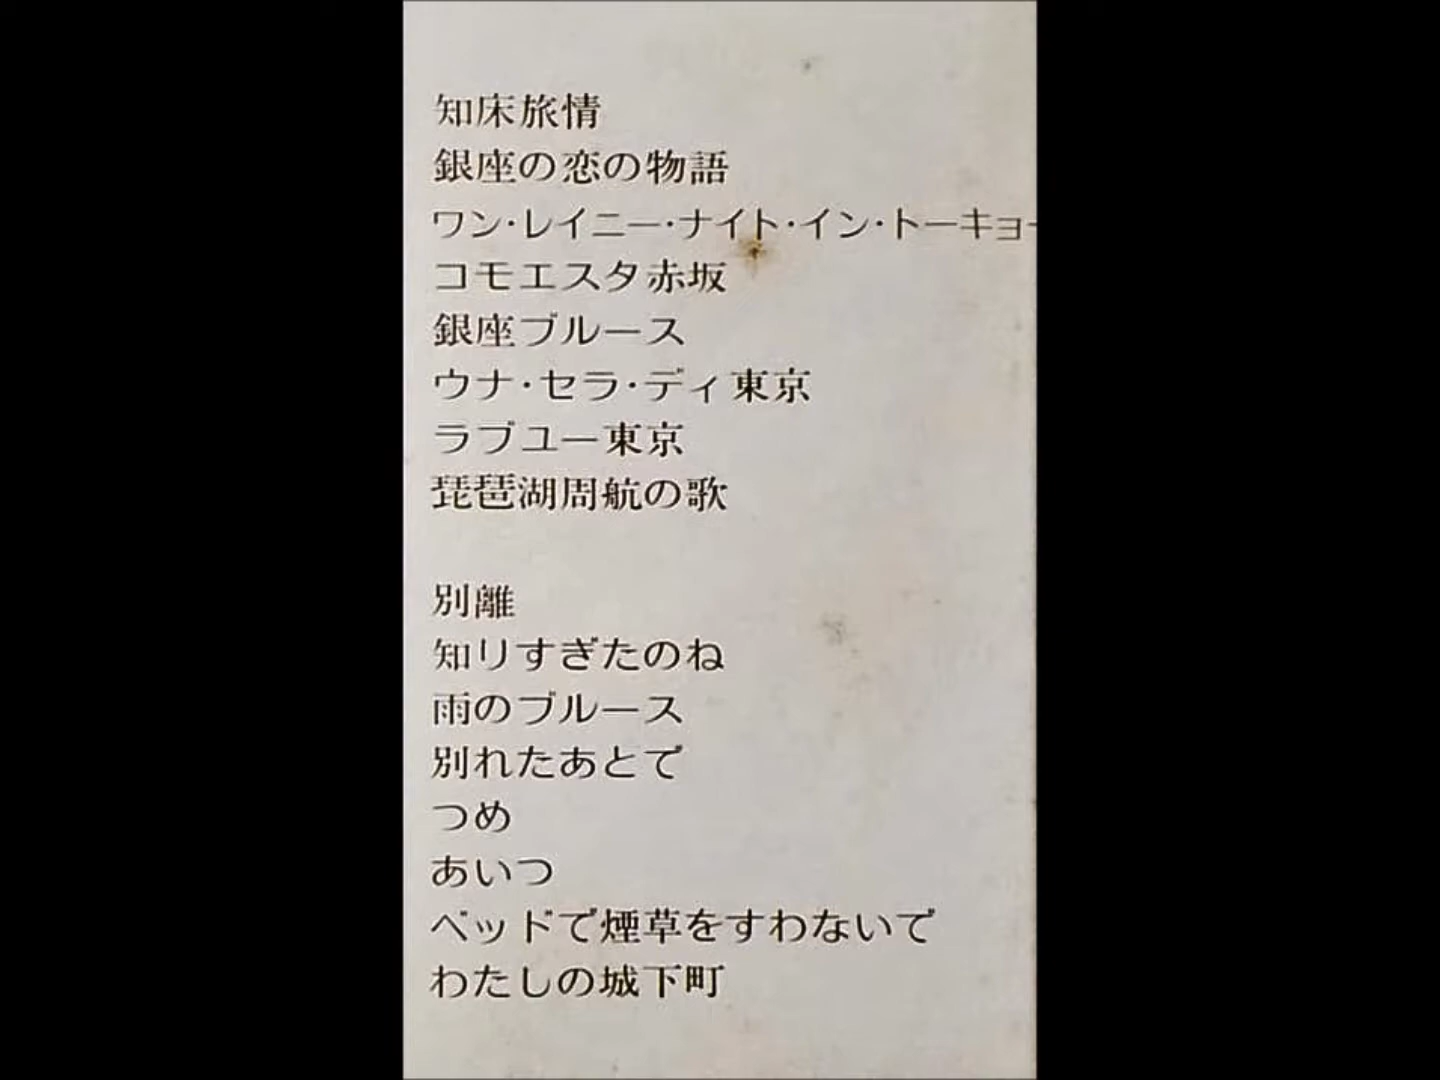 知床旅情
銀座の恋の物語
ワン・レイニー・ナイト・イン・トーキョー
コモエスタ赤坂
銀座ブルース
ウナ・セラ・ディ東京
ラブユー東京
琵琶湖周航の歌
別離
知りすぎたのね
雨のブルース
別れたあとで
つめ
あいつ
ベッドで煙草をすわないで
わたしの城下町